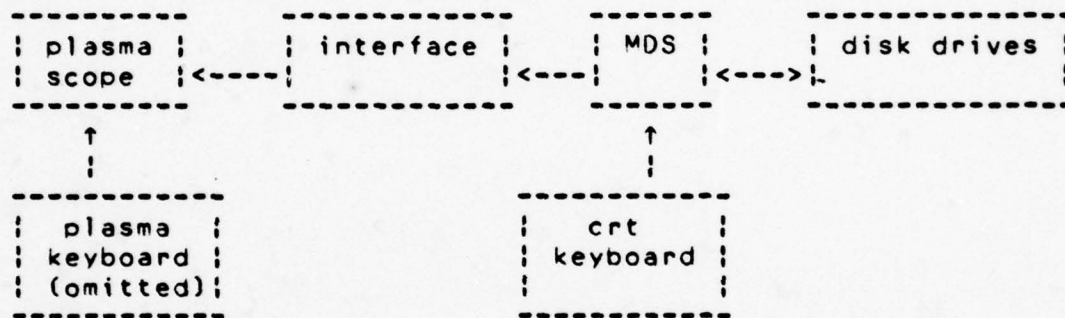 plasma scope
interface
MDS
disk drives
plasma keyboard (omitted)
crt keyboard